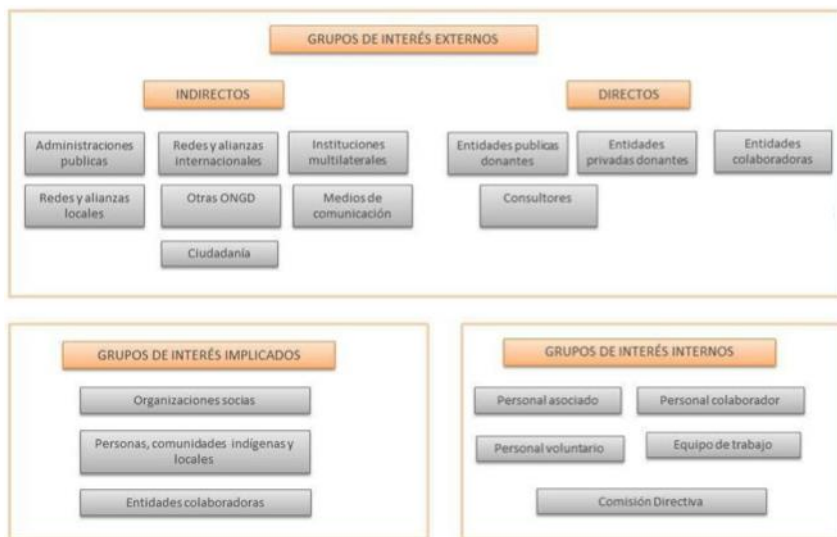 GRUPOS DE INTERÉS EXTERNOS
INDIRECTOS
DIRECTOS
Administraciones
publicas
Redes y alianzas
internacionales
Instituciones
multilaterales
Entidades publicas
donantes
Entidades
privadas donantes
Entidades
colaboradoras
Redes y alianzas
locales
Otras ONGD
Medios de
comunicación
Consultores
Ciudadanía
GRUPOS DE INTERÉS IMPLICADOS
Organizaciones socias
Personas, comunidades indígenas y
locales
Entidades colaboradoras
GRUPOS DE INTERÉS INTERNOS
Personal asociado
Personal colaborador
Personal voluntario
Equipo de trabajo
Comisión Directiva